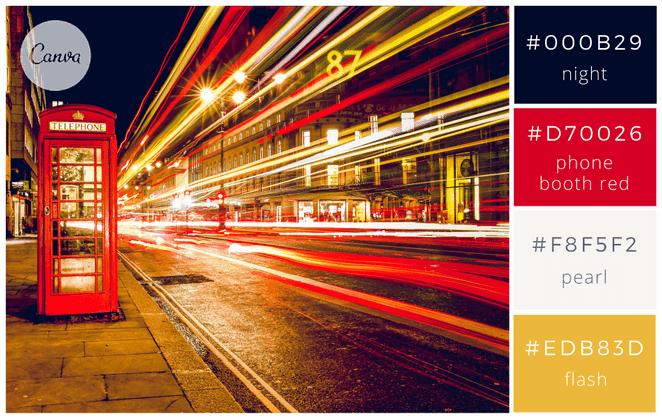 Canva
TELEPHONE
87
#000B29
night
#D70026
phone
booth red
#F8F5F2
pearl
#EDB83D
flash